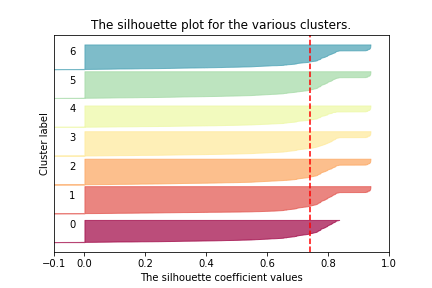 The silhouette plot for the various clusters.
6
5
4
3
2
1
0
Cluster label
−0.1 0.0 0.2 0.4 0.6 0.8 1.0
The silhouette coefficient values